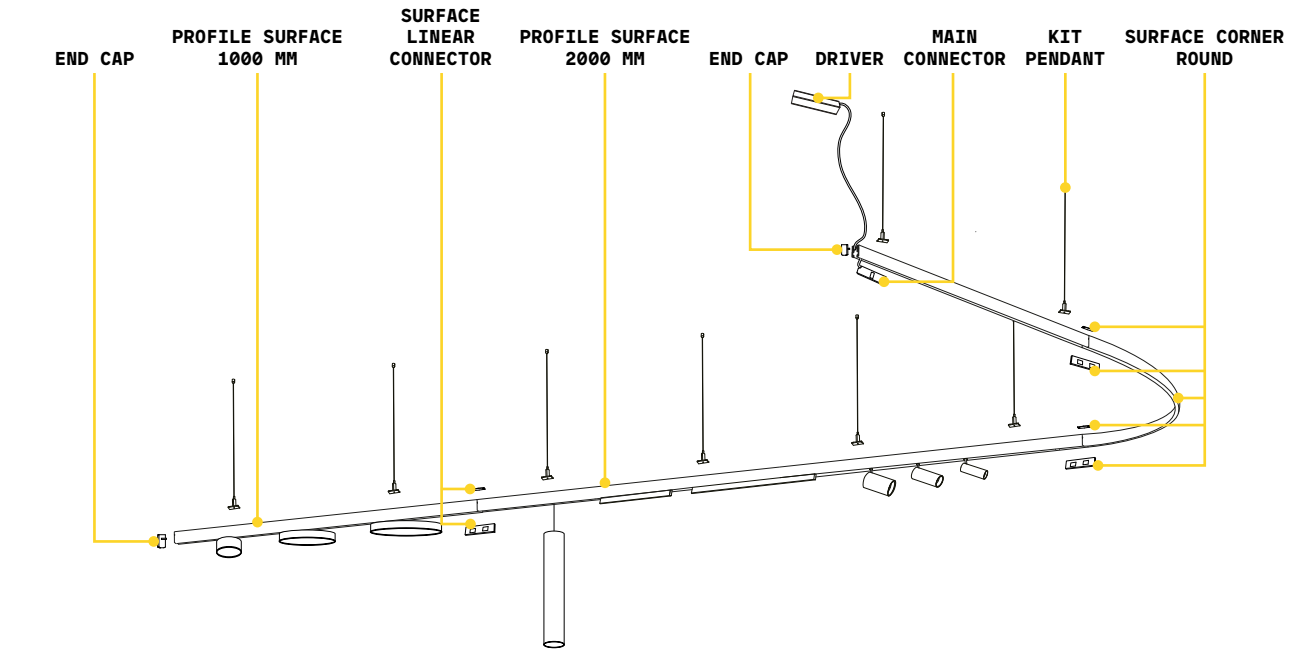 END CAP
PROFILE SURFACE
1000 MM
SURFACE
LINEAR
CONNECTOR
PROFILE SURFACE
2000 MM
END CAP
DRIVER
MAIN
CONNECTOR
KIT
PENDANT
SURFACE CORNER
ROUND